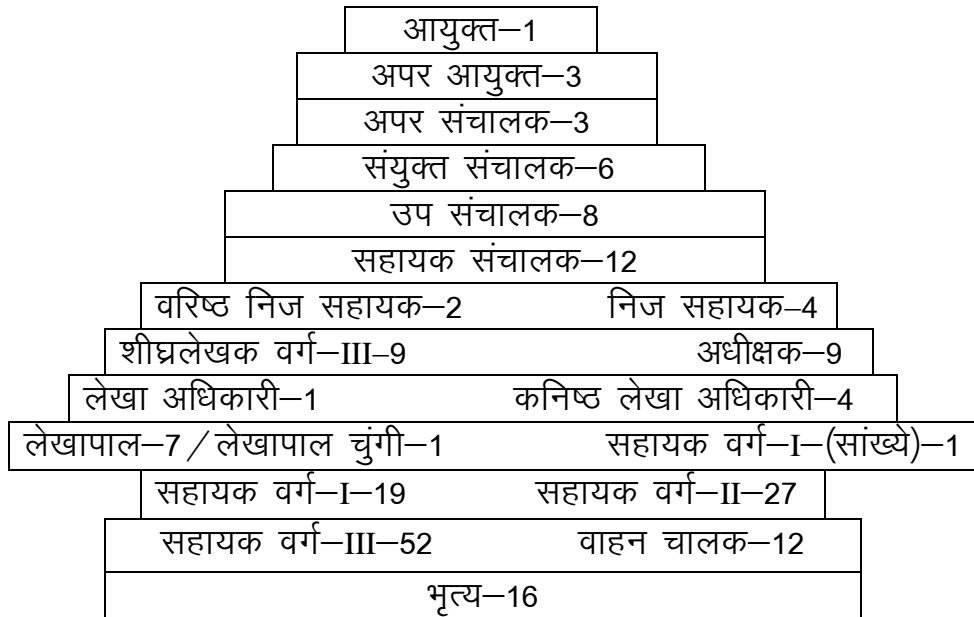 आयुक्त–1
अपर आयुक्त–3
अपर संचालक–3
संयुक्त संचालक–6
उप संचालक–8
सहायक संचालक–12
वरिष्ठ निज सहायक–2 निज सहायक–4
शीघ्रलेखक वर्ग–III–9 अधीक्षक–9
लेखा अधिकारी–1 कनिष्ठ लेखा अधिकारी–4
लेखापाल–7 / लेखापाल चुंगी–1 सहायक वर्ग–I–(सांख्ये)–1
सहायक वर्ग–I–19 सहायक वर्ग–II–27
सहायक वर्ग–III–52 वाहन चालक–12
भृत्य–16